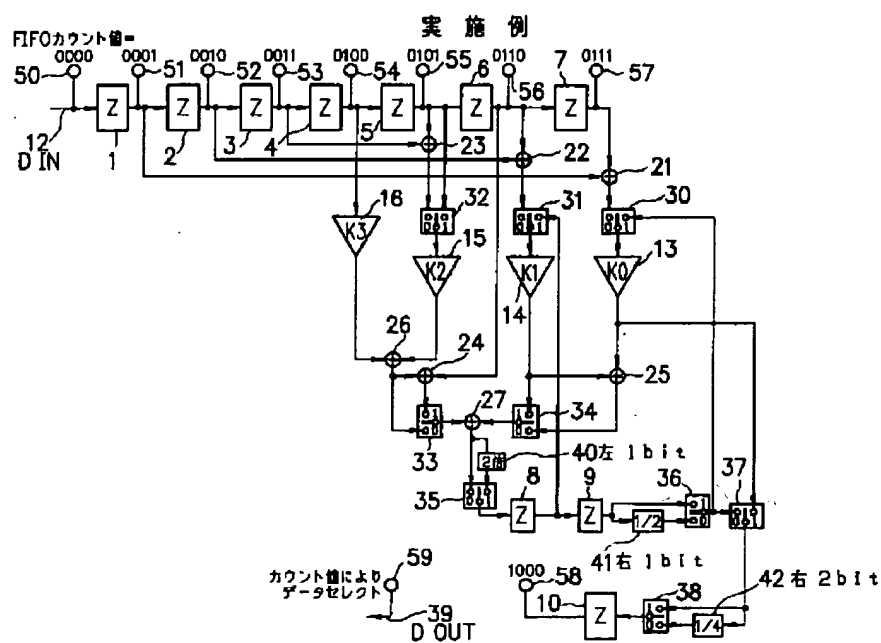 実施例
FIFOカウント値=
0000 0001 0010 0011 0100 0101 0110 0111
50 51 52 53 54 55 56 57
6 7
Z Z Z Z Z Z Z
12 1 2 3 4 5
D IN
23 22 21
16 32 31 30
K3 15 K2 K1 14 K0 13
26 24 25
27 34
33
2倍 40左 1bit
35 8 9 36 37
Z Z
1/2
41右 1bit
カウント値により
データセレクト
59
39
D OUT
1000 58
10 Z 38 1/4 42右 2bit